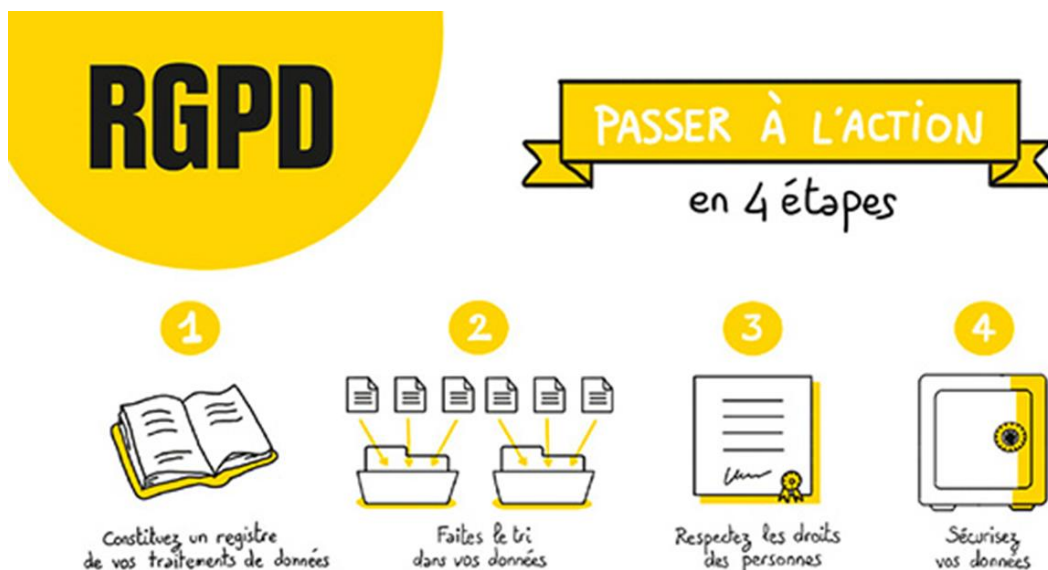 RGPD
PASSER À L'ACTION
en 4 étapes
1
Constituez un registre
de vos traitements de données
2
Faites le tri
dans vos données
3
Respectez les droits
des personnes
4
Sécurisez
vos données